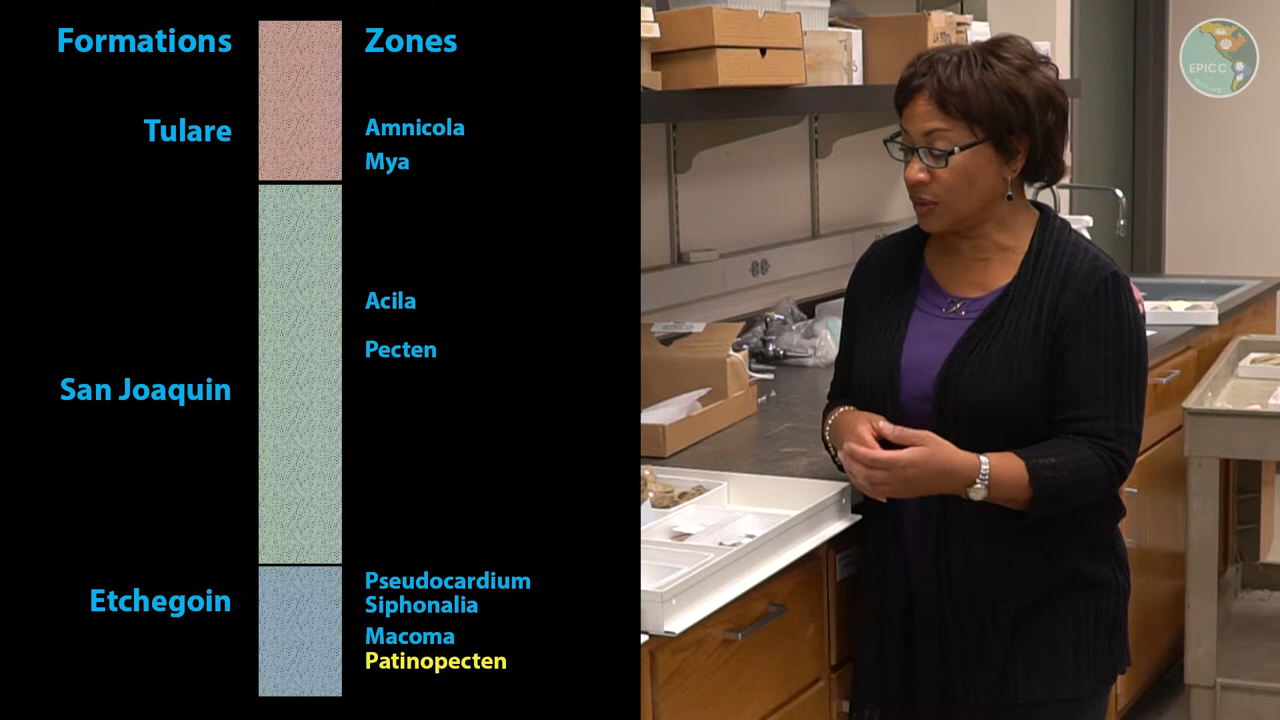 Formations
Zones
Tulare
Amnicola
Mya
Acila
Pecten
San Joaquin
Etchegoin
Pseudocardium
Siphonalia
Macoma
Patinopecten
EPICC